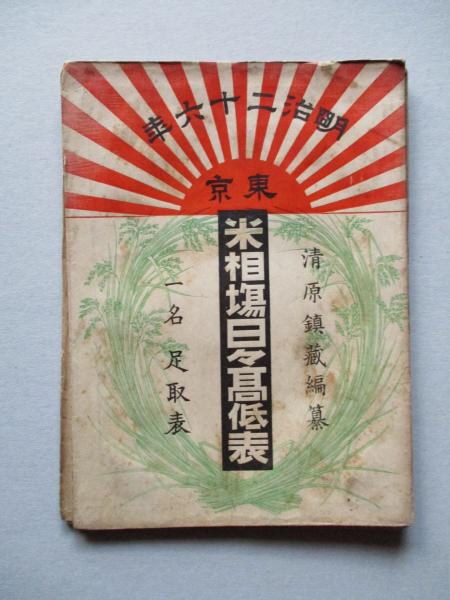 明治二十六年
東京
米相場日々高低表
清原鎮藏編纂
一名 足取表